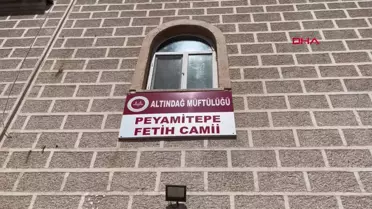 DHA
ALTINDAĞ MÜFTÜLÜĞÜ
PEYAMİTEPE
FETİH CAMİİ